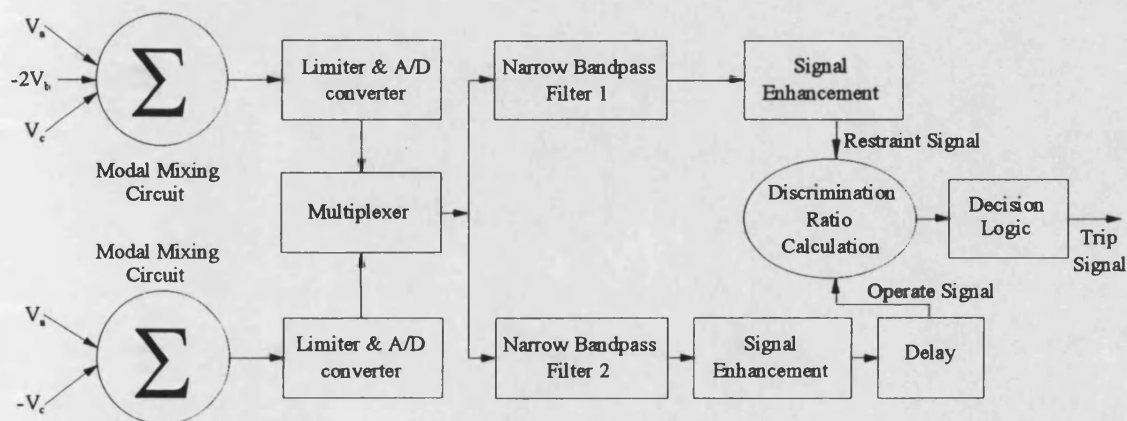 Va
-2Vb
Vc
Σ
Modal Mixing
Circuit
Limiter & A/D
converter
Multiplexer
Narrow Bandpass
Filter 1
Signal
Enhancement
Restraint Signal
Discrimination
Ratio
Calculation
Decision
Logic
Trip
Signal
Modal Mixing
Circuit
Va
-Vc
Σ
Limiter & A/D
converter
Narrow Bandpass
Filter 2
Signal
Enhancement
Delay
Operate Signal